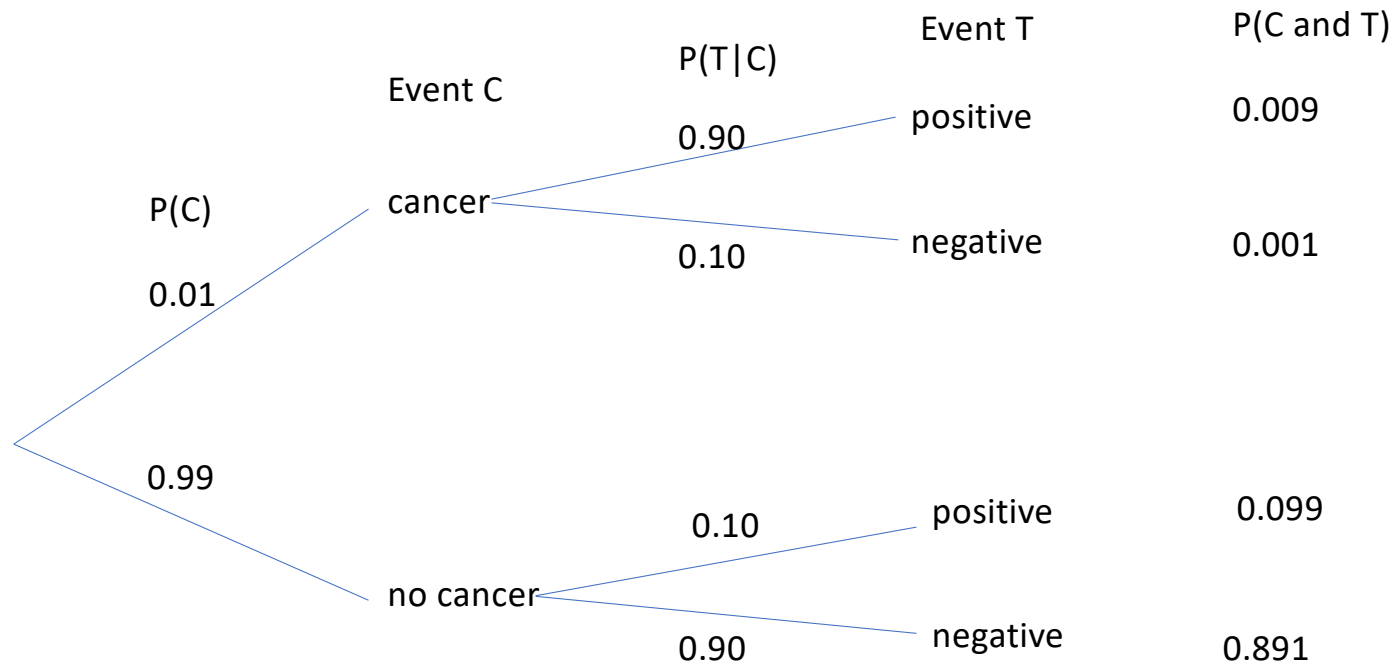 Event T
P(C and T)
P(T|C)
Event C
positive
0.009
0.90
cancer
P(C)
negative
0.001
0.10
0.01
0.99
positive
0.099
0.10
no cancer
negative
0.891
0.90